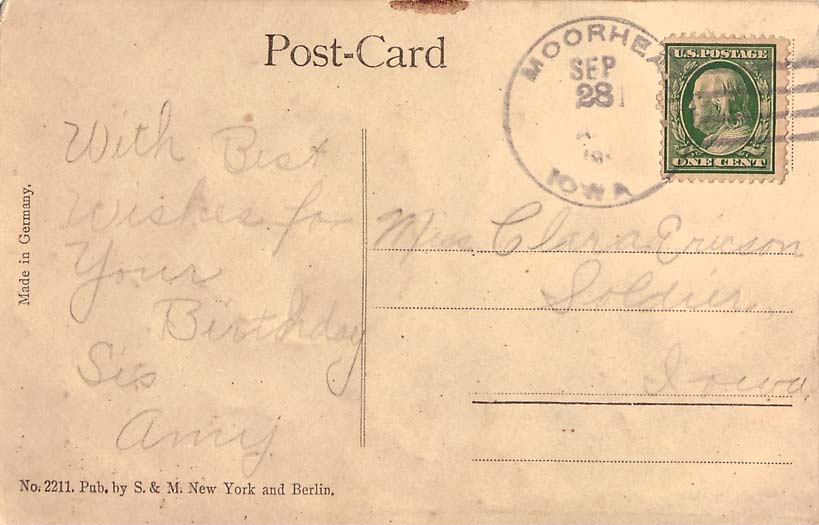 Post-Card
MOORHEA
SEP
28
IOWA
U.S. POSTAGE
ONE CENT
With Best
Wishes for
Your
Birthday
Sis
Amy
Miss Clara Ericson
Soldier
Iowa
Made in Germany.
No. 2211. Pub. by S. & M. New York and Berlin.